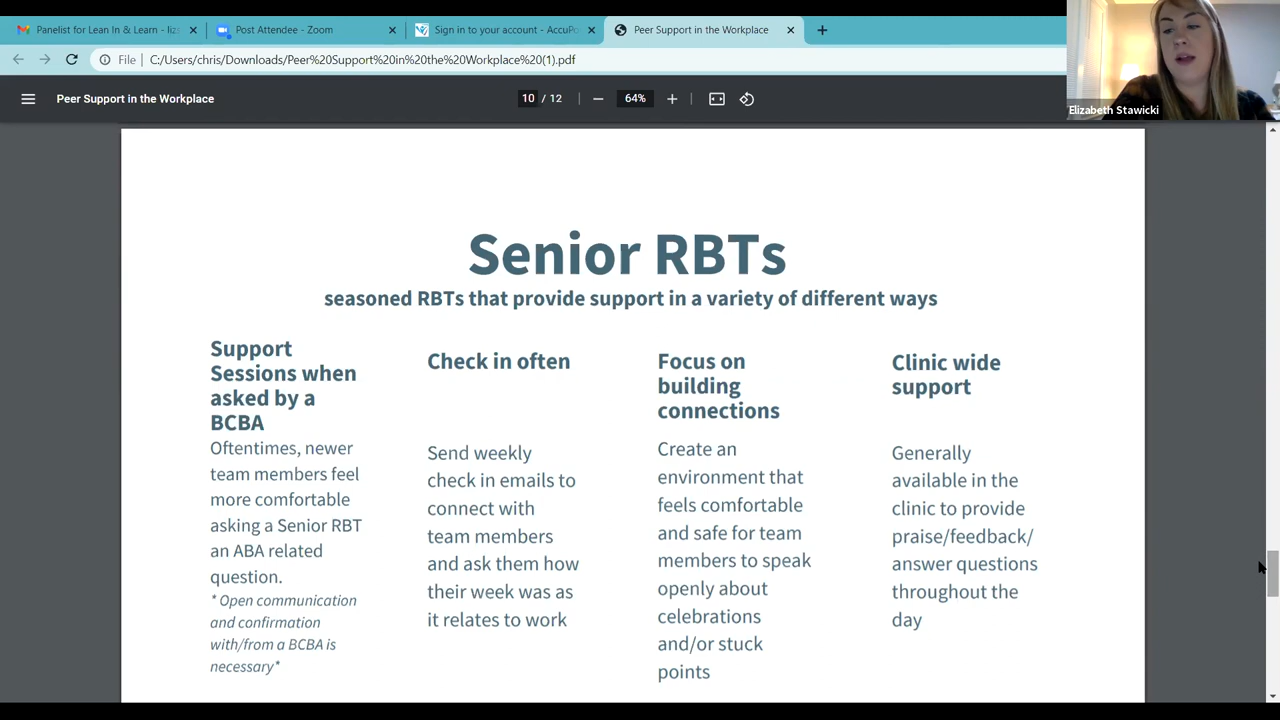 Panelist for Lean In & Learn - liz
Post Attendee - Zoom
Sign in to your account - AccuPo
Peer Support in the Workplace
File
C:/Users/chris/Downloads/Peer%20Support%20in%20the%20Workplace%20(1).pdf
Peer Support in the Workplace
10 / 12
64%
Elizabeth Stawicki
Senior RBTs
seasoned RBTs that provide support in a variety of different ways
Support
Sessions when
asked by a
BCBA
Oftentimes, newer
team members feel
more comfortable
asking a Senior RBT
an ABA related
question.
* Open communication
and confirmation
with/from a BCBA is
necessary*
Check in often
Send weekly
check in emails to
connect with
team members
and ask them how
their week was as
it relates to work
Focus on
building
connections
Create an
environment that
feels comfortable
and safe for team
members to speak
openly about
celebrations
and/or stuck
points
Clinic wide
support
Generally
available in the
clinic to provide
praise/feedback/
answer questions
throughout the
day